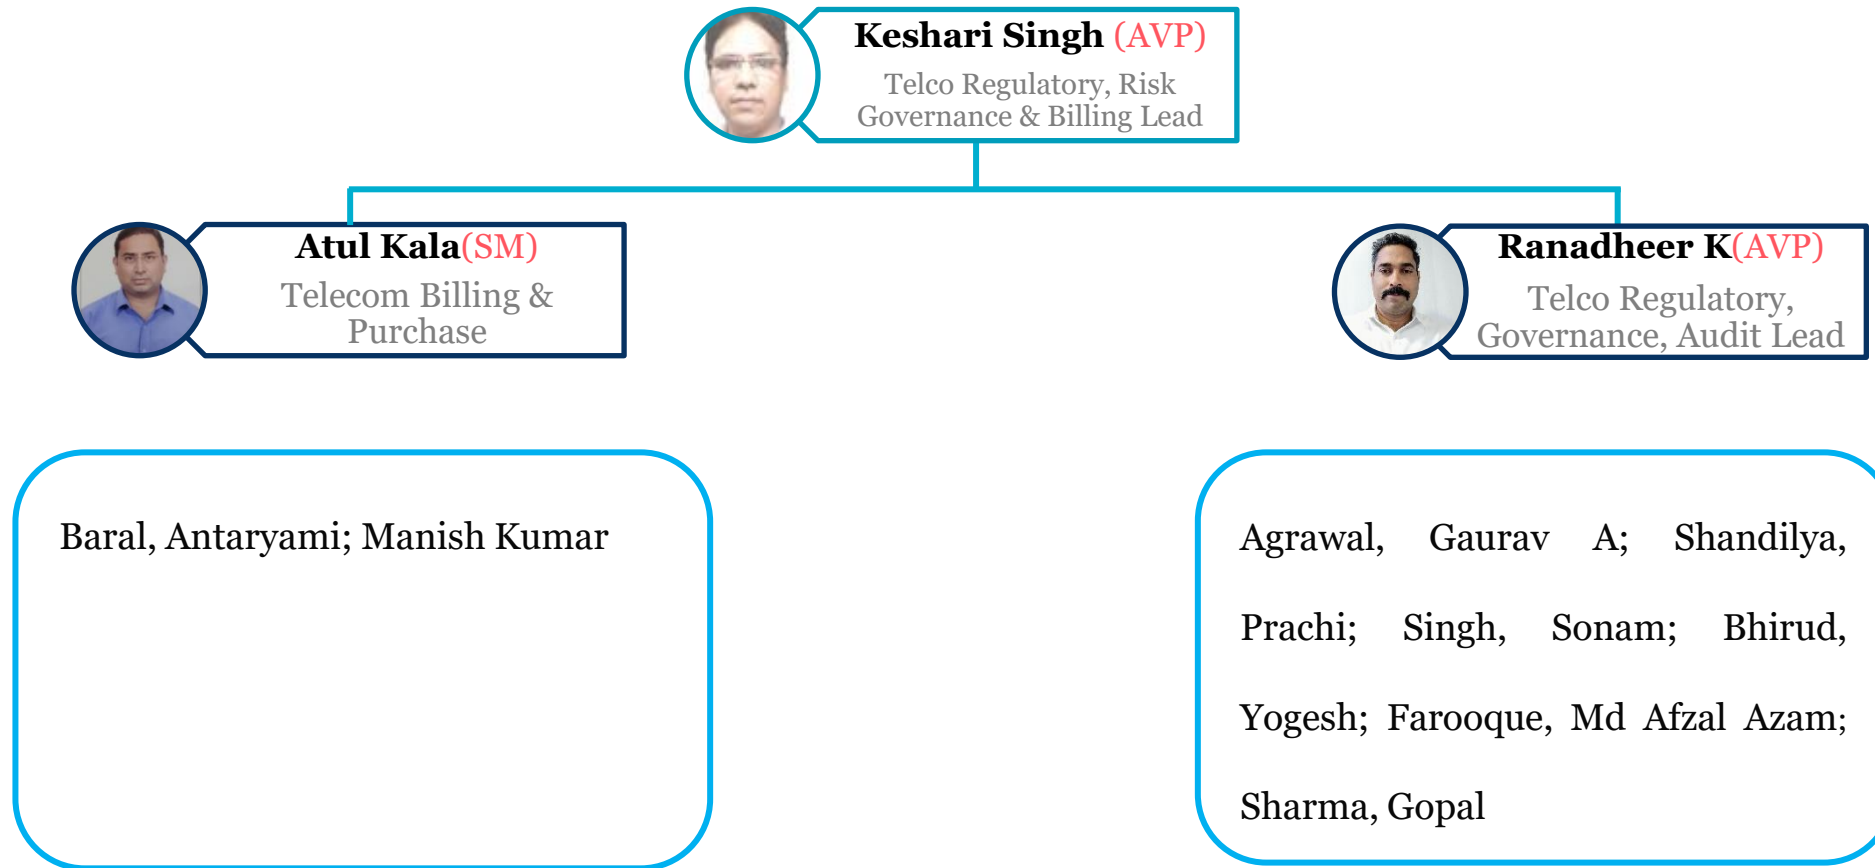 Keshari Singh (AVP)
Telco Regulatory, Risk
Governance & Billing Lead
Atul Kala(SM)
Telecom Billing &
Purchase
Ranadheer K(AVP)
Telco Regulatory,
Governance, Audit Lead
Baral, Antaryami; Manish Kumar
Agrawal, Gaurav A; Shandilya,
Prachi; Singh, Sonam; Bhirud,
Yogesh; Farooque, Md Afzal Azam;
Sharma, Gopal